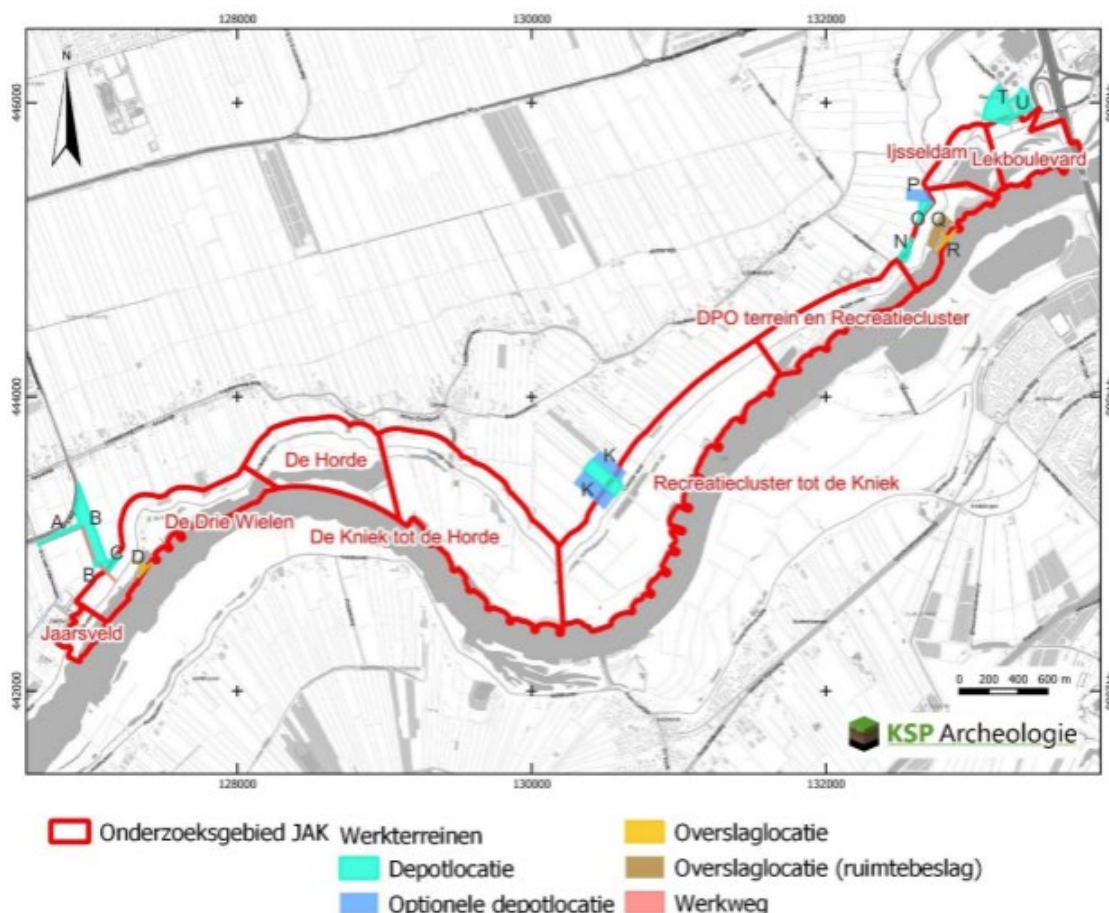 128000 130000 132000
N
446000
T U
Ijsseldam
Lekboulevard
P
O Q
N
R
DPO terrein en Recreatiecluster
444000
De Horde
K
K
Recreatiecluster tot de Kniek
A B
De Drie Wielen
De Kniek tot de Horde
C D
B
Jaarsveld
442000
0 200 400 600 m
KSP Archeologie
128000 130000 132000
Onderzoeksgebied JAK
Werkterreinen
Depotlocatie
Optionele depotlocatie
Overslaglocatie
Overslaglocatie (ruimtebeslag)
Werkweg